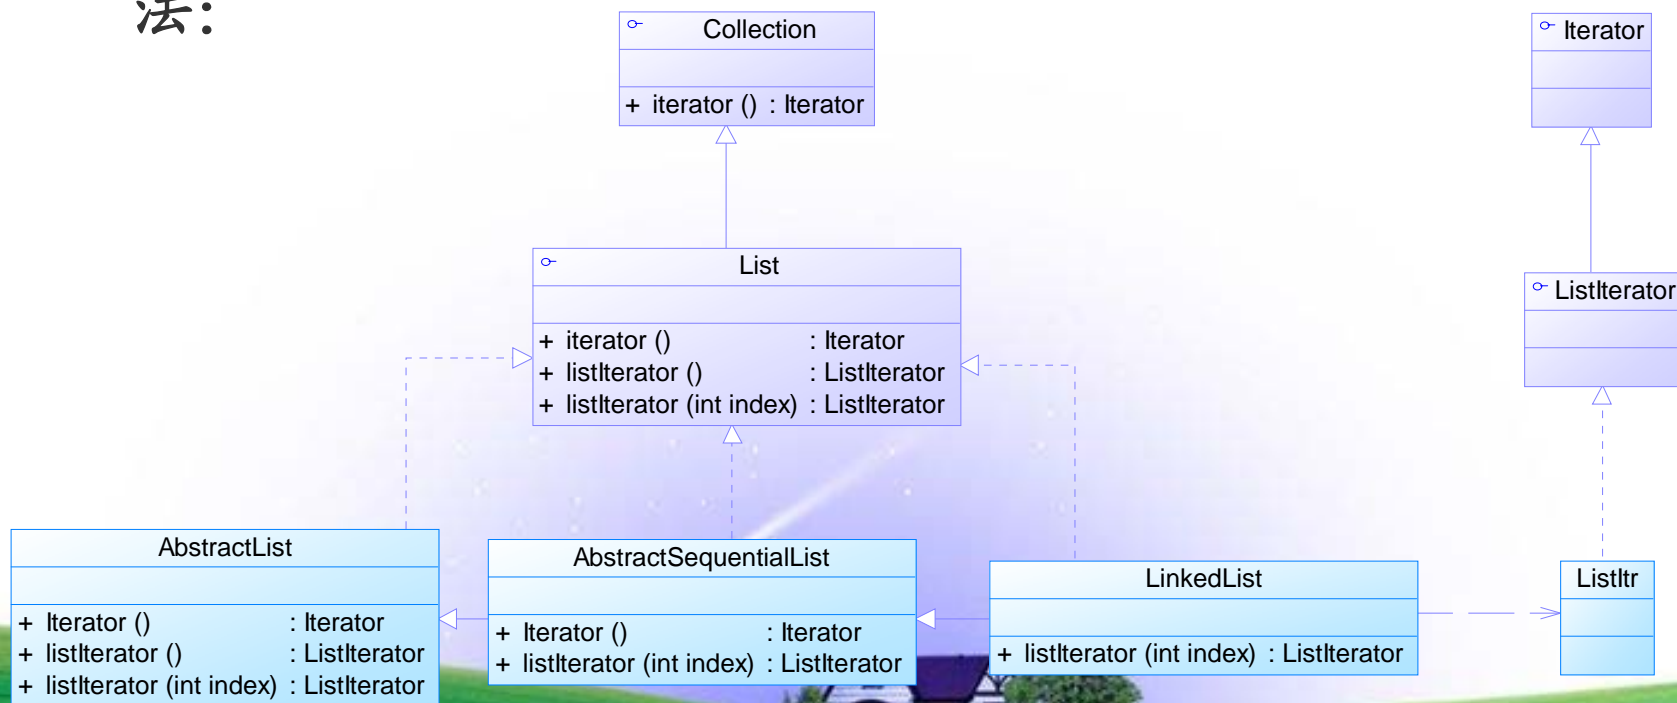 法:
Collection
+ iterator () : Iterator
Iterator
List
+ iterator () : Iterator
+ listIterator () : ListIterator
+ listIterator (int index) : ListIterator
ListIterator
AbstractList
+ Iterator () : Iterator
+ listIterator () : ListIterator
+ listIterator (int index) : ListIterator
AbstractSequentialList
+ Iterator () : Iterator
+ listIterator (int index) : ListIterator
LinkedList
+ listIterator (int index) : ListIterator
ListItr